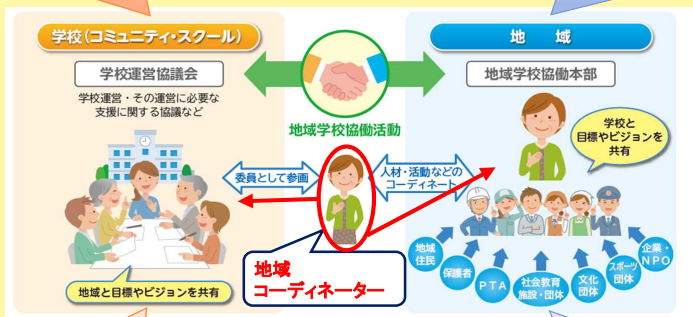 学校(コミュニティ・スクール)
学校運営協議会
学校運営・その運営に必要な
支援に関する協議など
地域と目標やビジョンを共有
地域学校協働活動
委員として参画
人材・活動などの
コーディネート
地域
コーディネーター
地　域
地域学校協働本部
学校と
目標やビジョンを
共有
地域
住民
保護者
PTA
社会教育
施設・団体
文化
団体
スポーツ
団体
企業・
NPO